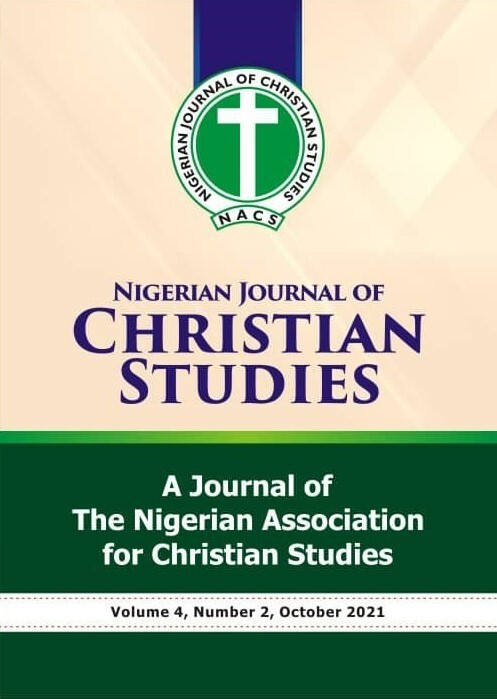 NIGERIAN JOURNAL OF CHRISTIAN STUDIES
NACS
NIGERIAN JOURNAL OF
CHRISTIAN
STUDIES
A Journal of
The Nigerian Association
for Christian Studies
Volume 4, Number 2, October 2021